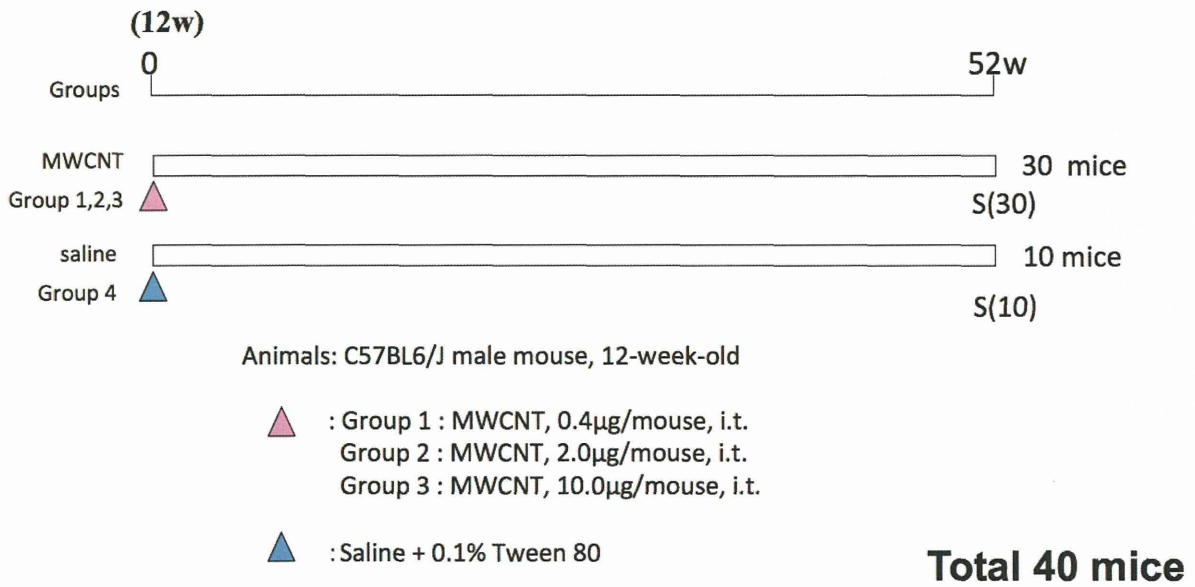 (12w)
0 52w
Groups
MWCNT 30 mice
Group 1,2,3 S(30)
saline 10 mice
Group 4 S(10)
Animals: C57BL6/J male mouse, 12-week-old
: Group 1 : MWCNT, 0.4μg/mouse, i.t.
Group 2 : MWCNT, 2.0μg/mouse, i.t.
Group 3 : MWCNT, 10.0μg/mouse, i.t.
: Saline + 0.1% Tween 80
Total 40 mice